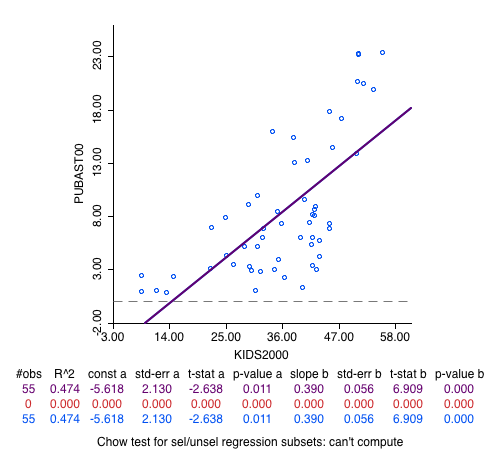 23.00
18.00
13.00
8.00
3.00
-2.00
PUBAST00
-3.00 14.00 25.00 36.00 47.00 58.00
KIDS2000
#obs R^2 const a std-err a t-stat a p-value a slope b std-err b t-stat b p-value b
55 0.474 -5.618 2.130 -2.638 0.011 0.390 0.056 6.909 0.000
0 0.000 0.000 0.000 0.000 0.000 0.000 0.000 0.000 0.000
55 0.474 -5.618 2.130 -2.638 0.011 0.390 0.056 6.909 0.000
Chow test for sel/unsel regression subsets: can't compute